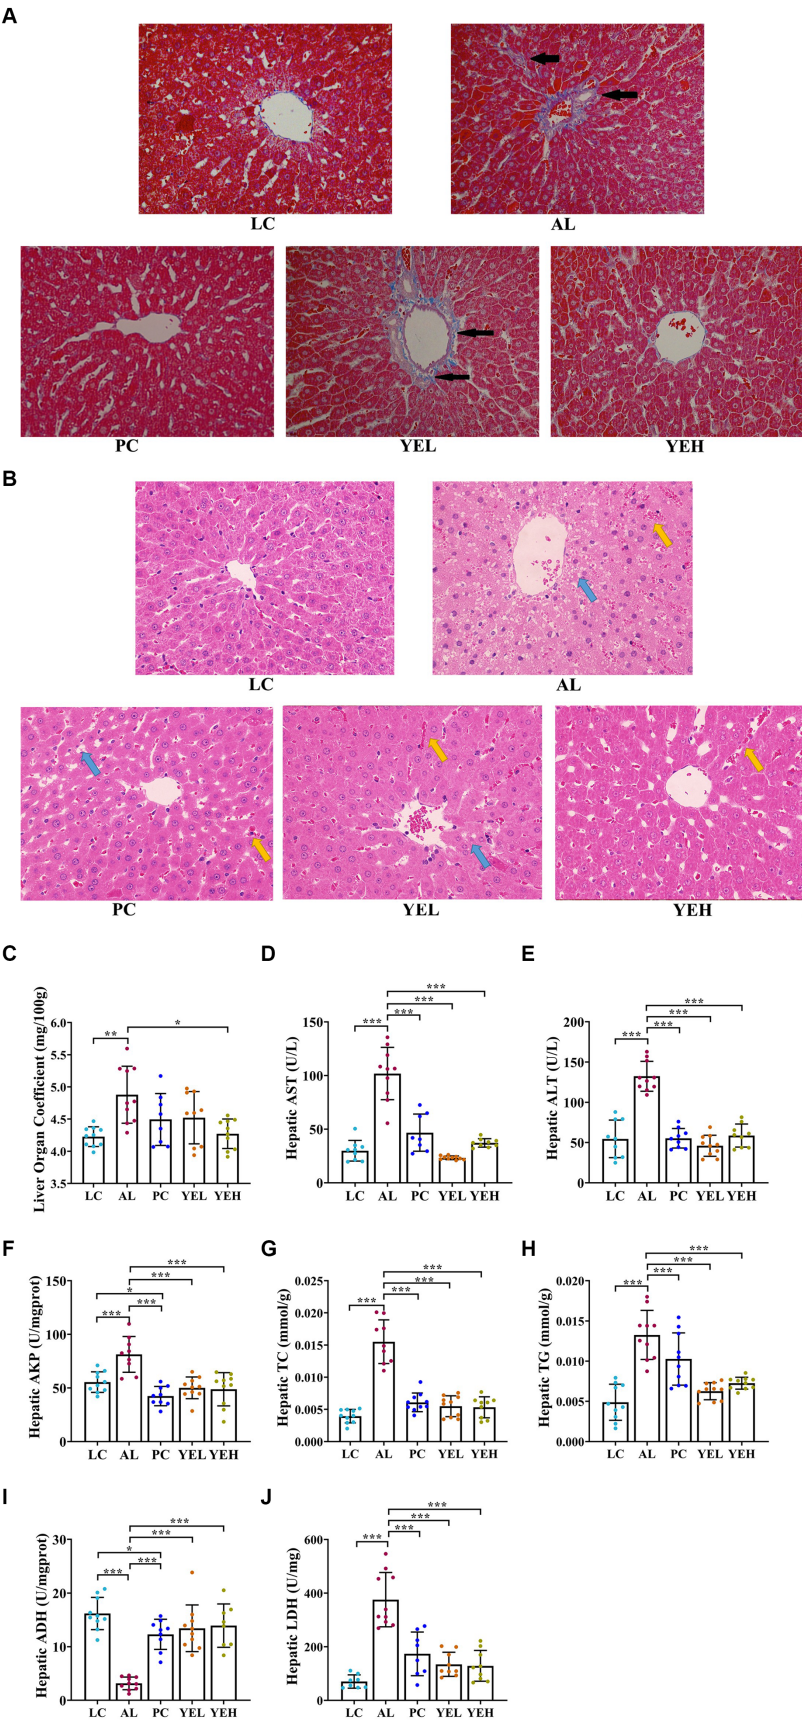 A
LC
AL
PC
YEL
YEH
B
LC
AL
PC
YEL
YEH
C
Liver Organ Coefficient (mg/100g)
6.0
5.5
5.0
4.5
4.0
3.5
**
*
LC AL PC YEL YEH
D
Hepatic AST (U/L)
150
100
50
0
***
***
***
***
LC AL PC YEL YEH
E
Hepatic ALT (U/L)
200
150
100
50
0
***
***
***
***
LC AL PC YEL YEH
F
Hepatic AKP (U/mgprot)
150
100
50
0
***
***
*
***
***
LC AL PC YEL YEH
G
Hepatic TC (mmol/g)
0.025
0.020
0.015
0.010
0.005
0.000
***
***
***
***
LC AL PC YEL YEH
H
Hepatic TG (mmol/g)
0.020
0.015
0.010
0.005
0.000
***
***
***
***
LC AL PC YEL YEH
I
Hepatic ADH (U/mgprot)
30
20
10
0
***
***
*
***
***
LC AL PC YEL YEH
J
Hepatic LDH (U/mg)
600
400
200
0
***
***
***
***
LC AL PC YEL YEH